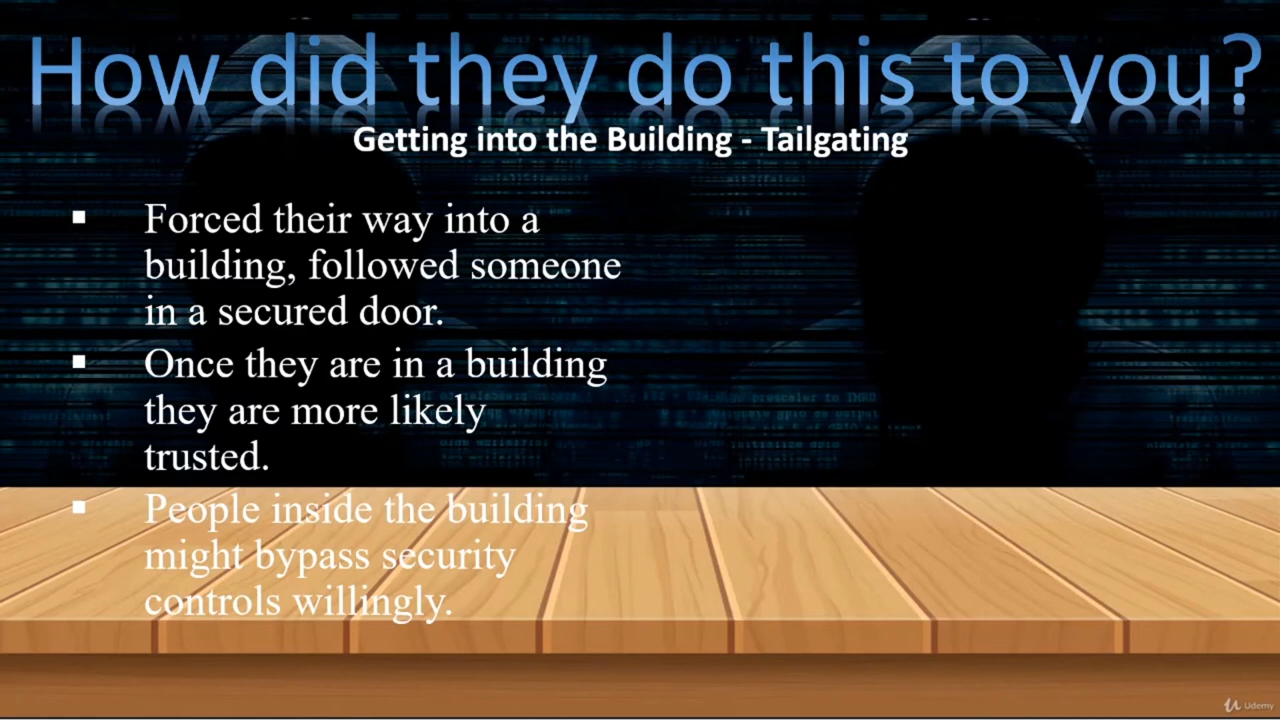 How did they do this to you?
Getting into the Building - Tailgating
▪ Forced their way into a
building, followed someone
in a secured door.
▪ Once they are in a building
they are more likely
trusted.
▪ People inside the building
might bypass security
controls willingly.
Udemy